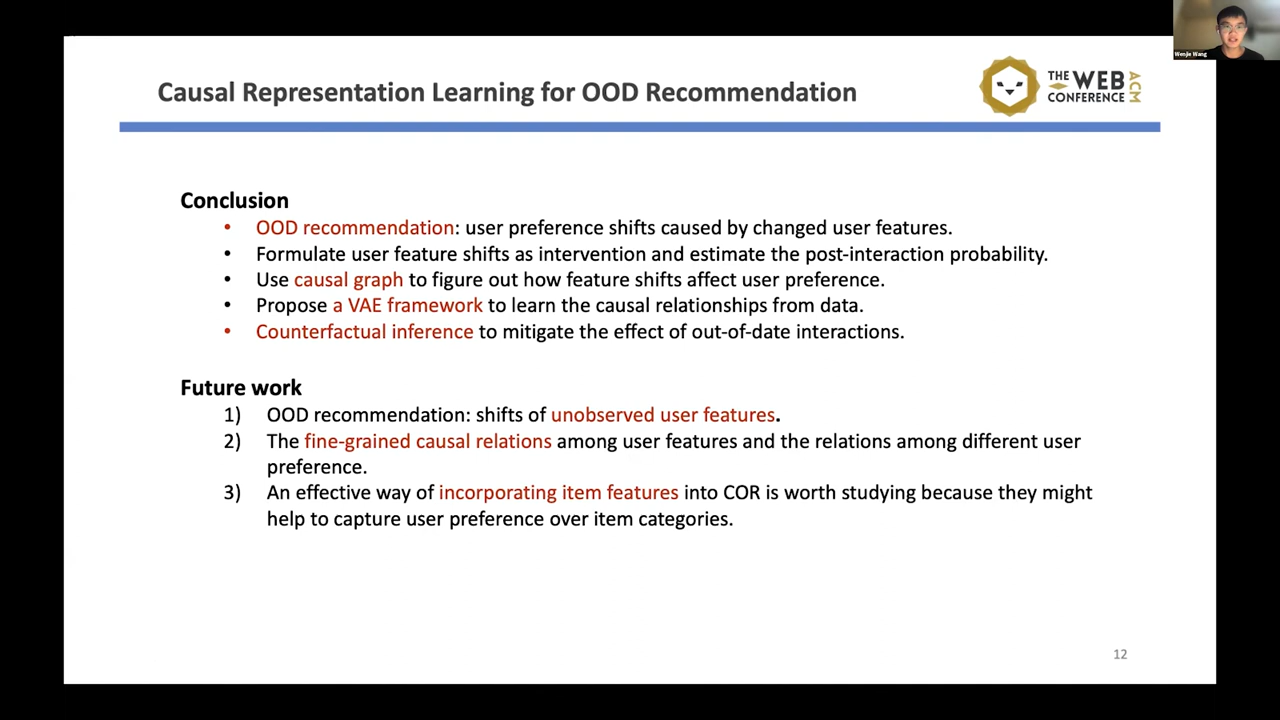 Causal Representation Learning for OOD Recommendation
THE WEB CONFERENCE ACM
Wenjie Wang
Conclusion
• OOD recommendation: user preference shifts caused by changed user features.
• Formulate user feature shifts as intervention and estimate the post-interaction probability.
• Use causal graph to figure out how feature shifts affect user preference.
• Propose a VAE framework to learn the causal relationships from data.
• Counterfactual inference to mitigate the effect of out-of-date interactions.
Future work
1) OOD recommendation: shifts of unobserved user features.
2) The fine-grained causal relations among user features and the relations among different user
preference.
3) An effective way of incorporating item features into COR is worth studying because they might
help to capture user preference over item categories.
12